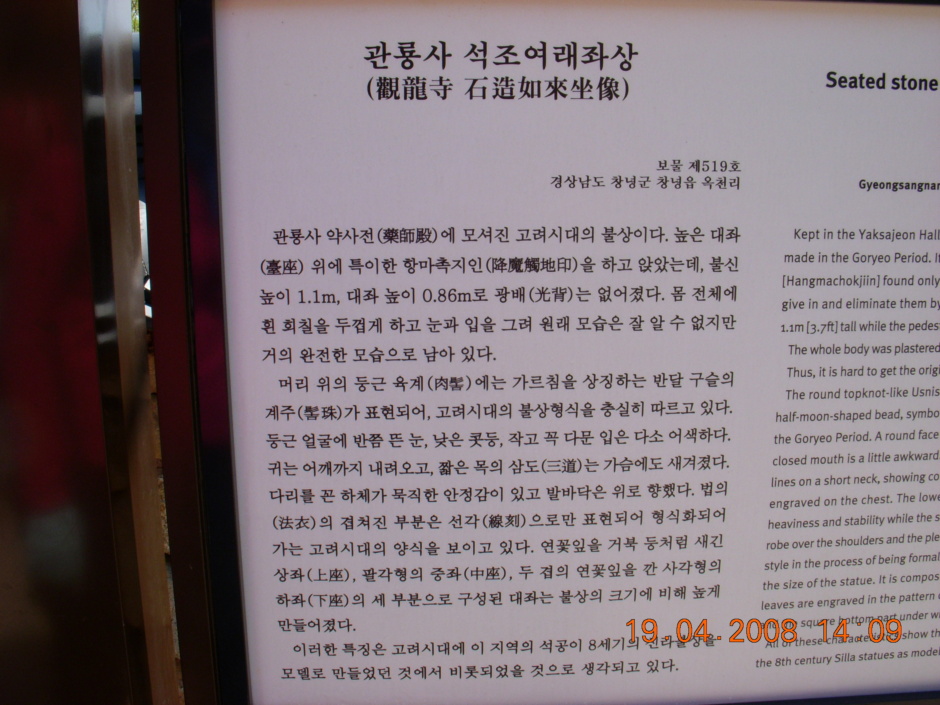 관룡사 석조여래좌상
(觀龍寺 石造如來坐像)
보물 제519호
경상남도 창녕군 창녕읍 옥천리
관룡사 약사전(藥師殿)에 모셔진 고려시대의 불상이다. 높은 대좌
(臺座) 위에 특이한 항마촉지인(降魔觸地印)을 하고 앉았는데, 불신
높이 1.1m, 대좌 높이 0.86m로 광배(光背)는 없어졌다. 몸 전체에
흰 회칠을 두껍게 하고 눈과 입을 그려 원래 모습은 잘 알 수 없지만
거의 완전한 모습으로 남아 있다.
머리 위의 둥근 육계(肉髻)에는 가르침을 상징하는 반달 구슬의
계주(髻珠)가 표현되어, 고려시대의 불상형식을 충실히 따르고 있다.
둥근 얼굴에 반쯤 뜬 눈, 낮은 콧등, 작고 꼭 다문 입은 다소 어색하다.
귀는 어깨까지 내려오고, 짧은 목의 삼도(三道)는 가슴에도 새겨졌다.
다리를 꼰 하체가 묵직한 안정감이 있고 발바닥은 위로 향했다. 법의
(法衣)의 겹쳐진 부분은 선각(線刻)으로만 표현되어 형식화되어
가는 고려시대의 양식을 보이고 있다. 연꽃잎을 거북 등처럼 새긴
상좌(上座), 팔각형의 중좌(中座), 두 겹의 연꽃잎을 깐 사각형의
하좌(下座)의 세 부분으로 구성된 대좌는 불상의 크기에 비해 높게
만들어졌다.
이러한 특징은 고려시대에 이 지역의 석공이 8세기의 신라불상을
모델로 만들었던 것에서 비롯되었을 것으로 생각되고 있다.
Seated stone
Gyeongsangnam
Kept in the Yaksajeon Hall
made in the Goryeo Period. I
[Hangmachokjiin] found only
give in and eliminate them by
1.1m [3.7ft] tall while the pedes
The whole body was plastered
Thus, it is hard to get the origi
The round topknot-like Usnis
half-moon-shaped bead, symbo
the Goryeo Period. A round face
closed mouth is a little awkward
lines on a short neck, showing co
engraved on the chest. The lowe
heaviness and stability while the s
robe over the shoulders and the ple
style in the process of being formal
the size of the statue. It is compos
leaves are engraved in the pattern
square bottom part under w
All of these characteristics show th
the 8th century Silla statues as model
19.04.2008 14:09